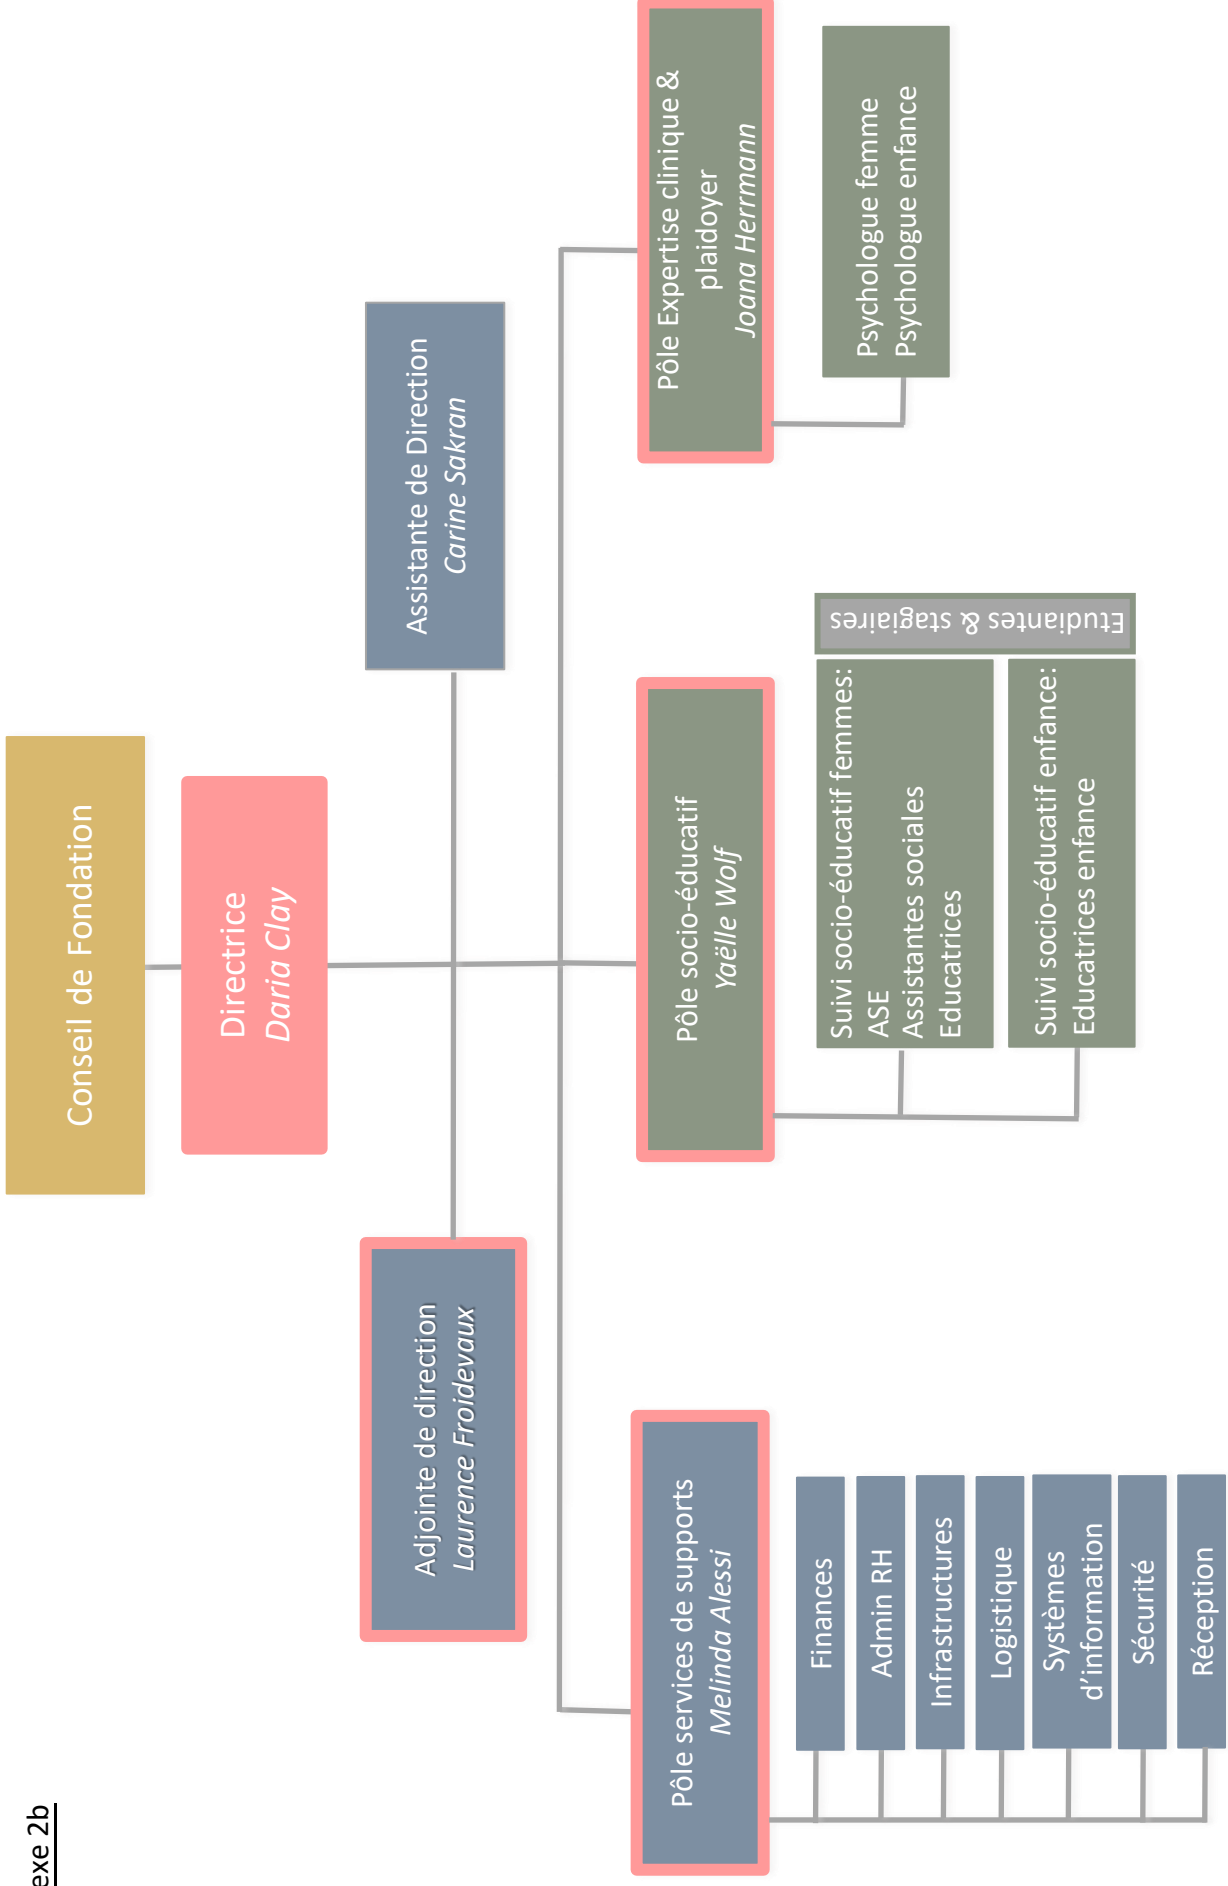 exe 2b
Conseil de Fondation
Directrice
Daria Clay
Adjointe de direction
Laurence Froidevaux
Assistante de Direction
Carine Sakran
Pôle services de supports
Melinda Alessi
Finances
Admin RH
Infrastructures
Logistique
Systèmes
d’information
Sécurité
Réception
Pôle socio-éducatif
Yaëlle Wolf
Suivi socio-éducatif femmes:
ASE
Assistantes sociales
Educatrices
Suivi socio-éducatif enfance:
Educatrices enfance
Etudiantes & stagiaires
Pôle Expertise clinique &
plaidoyer
Joana Herrmann
Psychologue femme
Psychologue enfance